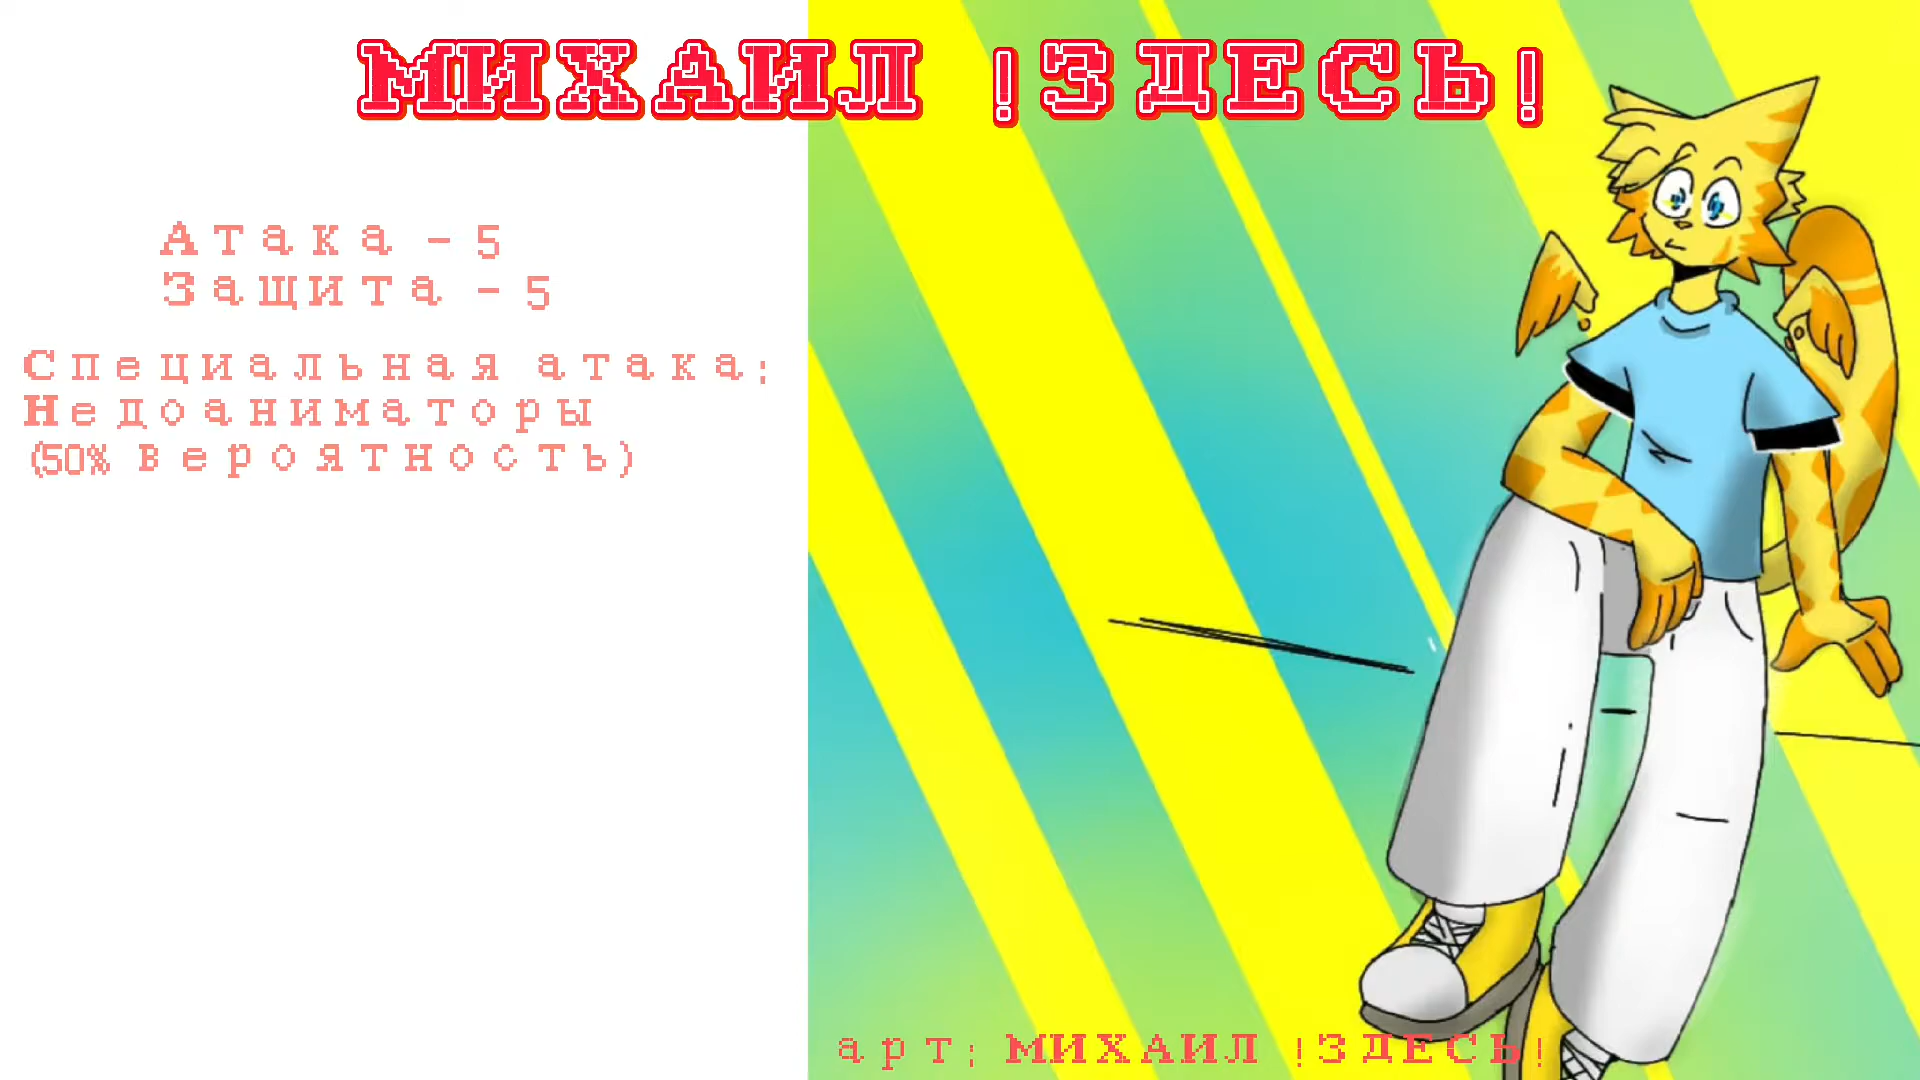 МИХАИЛ !ЗДЕСЬ!
Атака - 5
Защита - 5
Специальная атака:
Недоаниматоры
(50% вероятность)
арт: МИХАИЛ !ЗДЕСЬ!